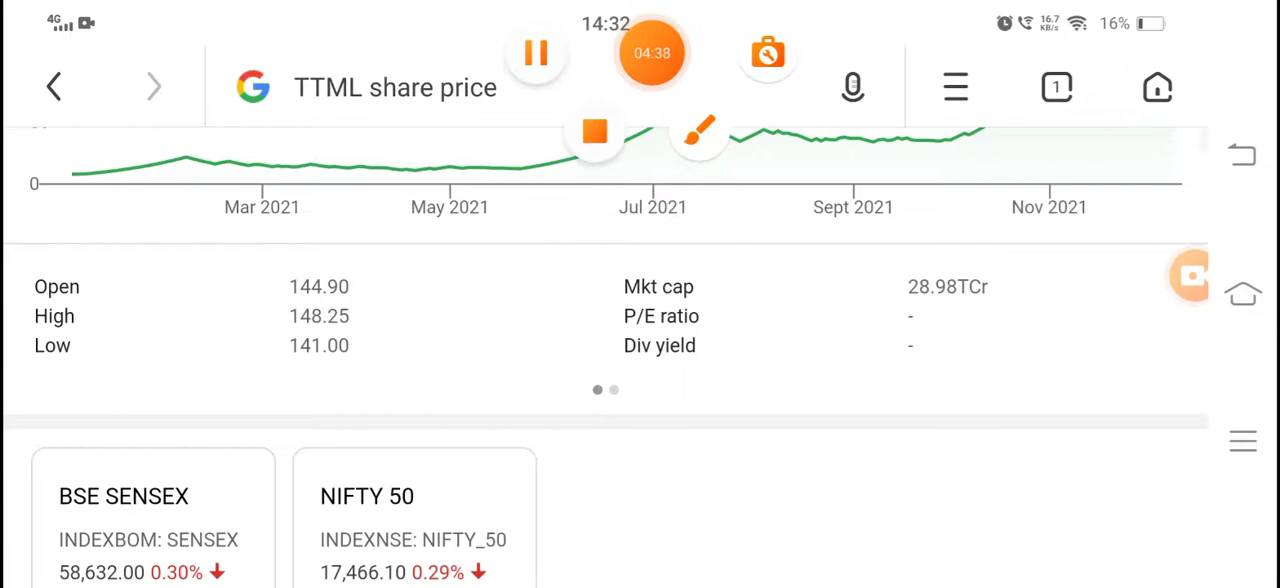 4G 14:32 16.7 KB/s 16%
04:38
TTML share price 1
0
Mar 2021 May 2021 Jul 2021 Sept 2021 Nov 2021
Open 144.90 Mkt cap 28.98TCr
High 148.25 P/E ratio -
Low 141.00 Div yield -
BSE SENSEX NIFTY 50
INDEXBOM: SENSEX INDEXNSE: NIFTY_50
58,632.00 0.30% 17,466.10 0.29%